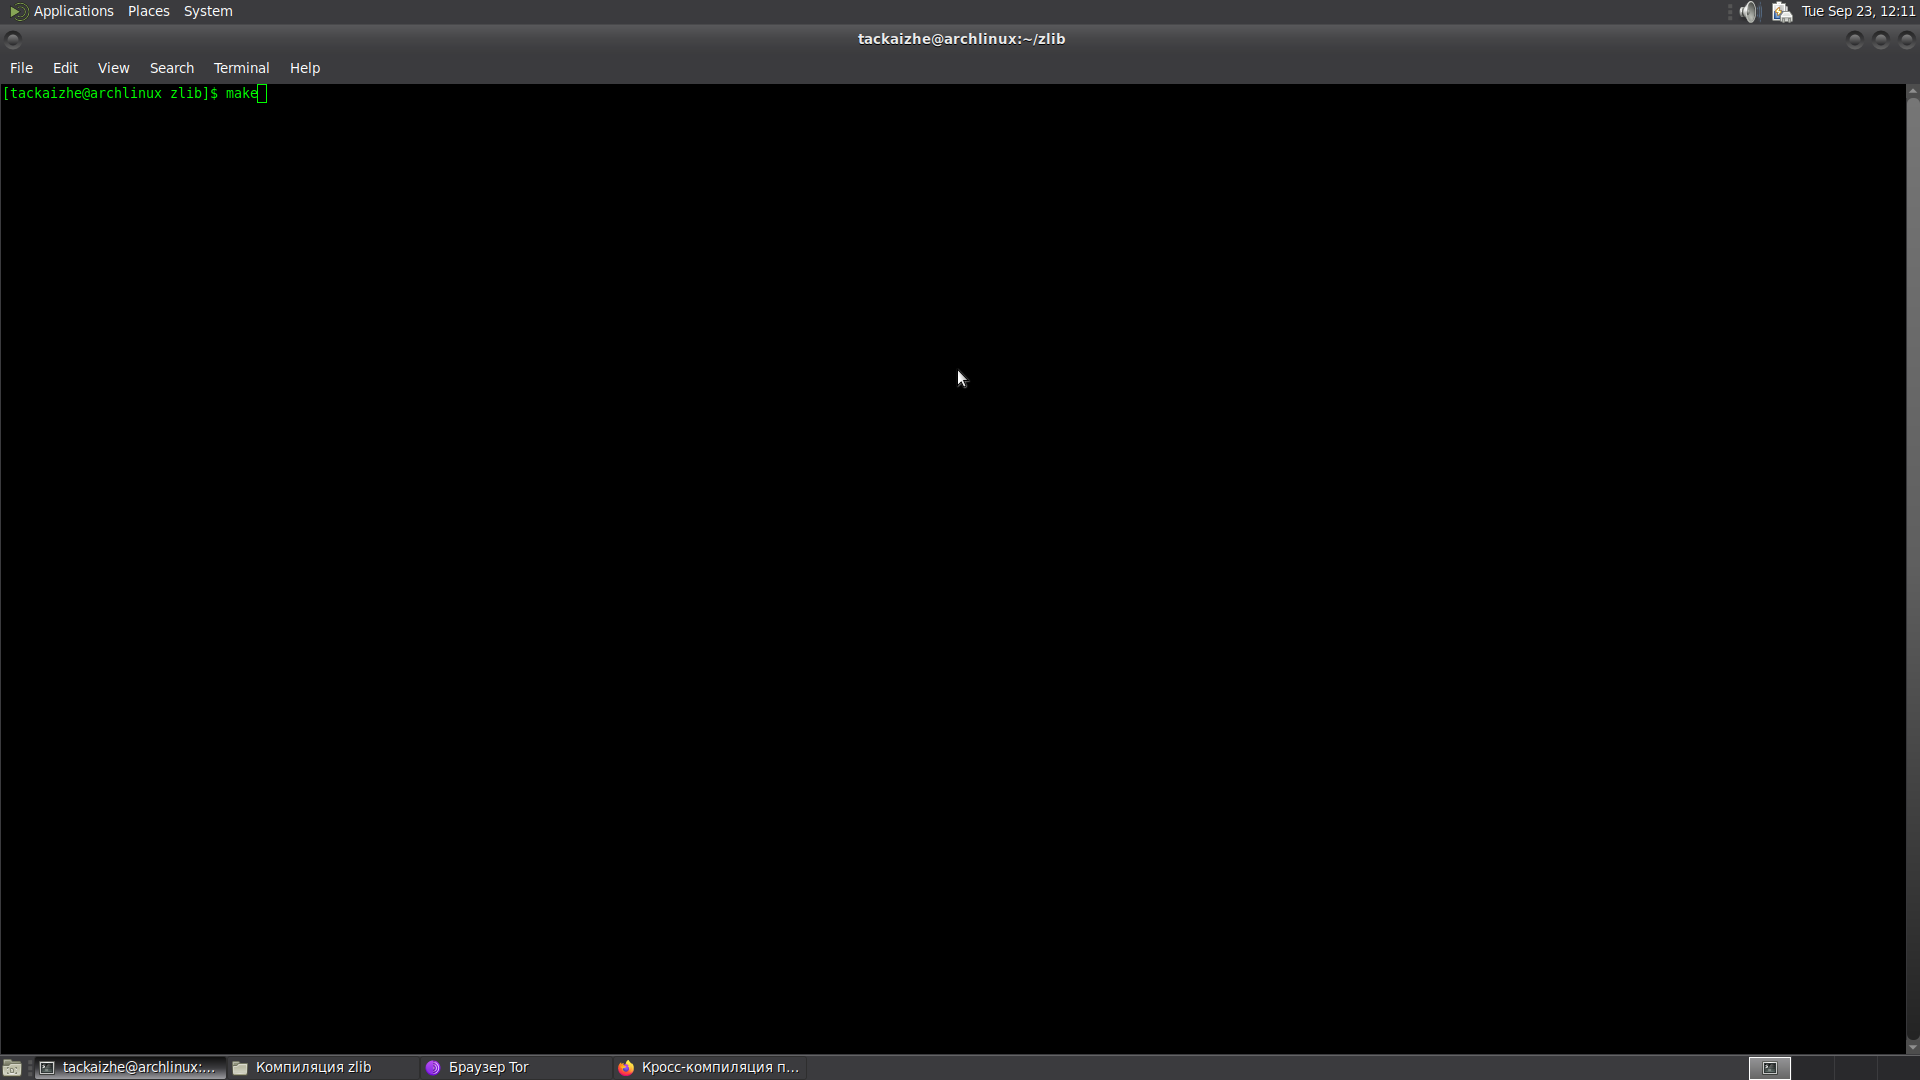 Applications Places System Tue Sep 23, 12:11
tackaizhe@archlinux:~/zlib
File Edit View Search Terminal Help
[tackaizhe@archlinux zlib]$ make
tackaizhe@archlinux:... Компиляция zlib Браузер Tor Кросс-компиляция п...